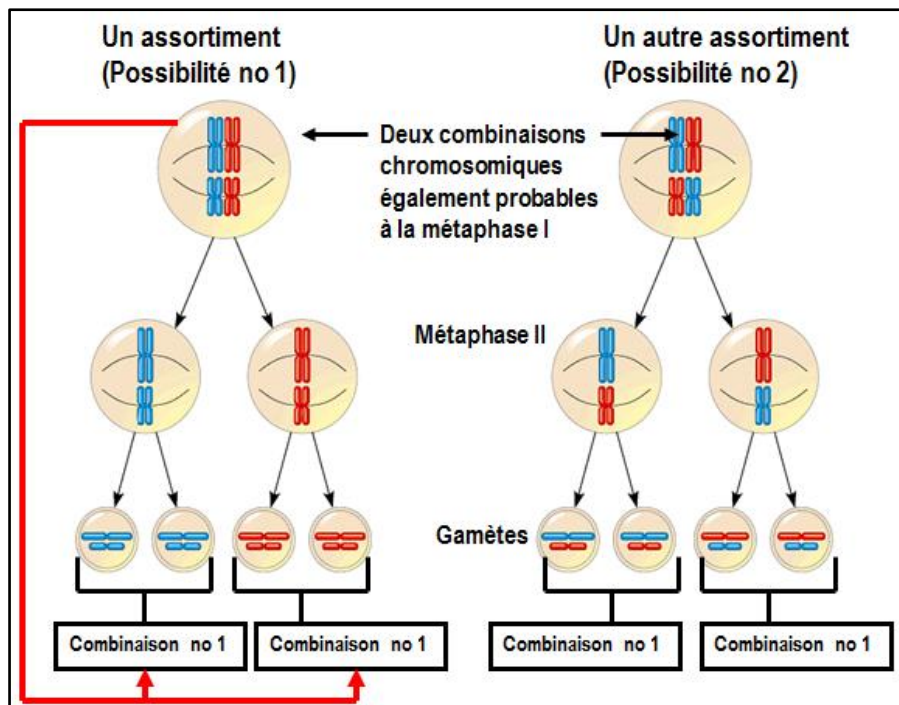 Un assortiment
(Possibilité no 1)
Un autre assortiment
(Possibilité no 2)
Deux combinaisons
chromosomiques
également probables
à la métaphase I
Métaphase II
Gamètes
Combinaison no 1
Combinaison no 1
Combinaison no 1
Combinaison no 1